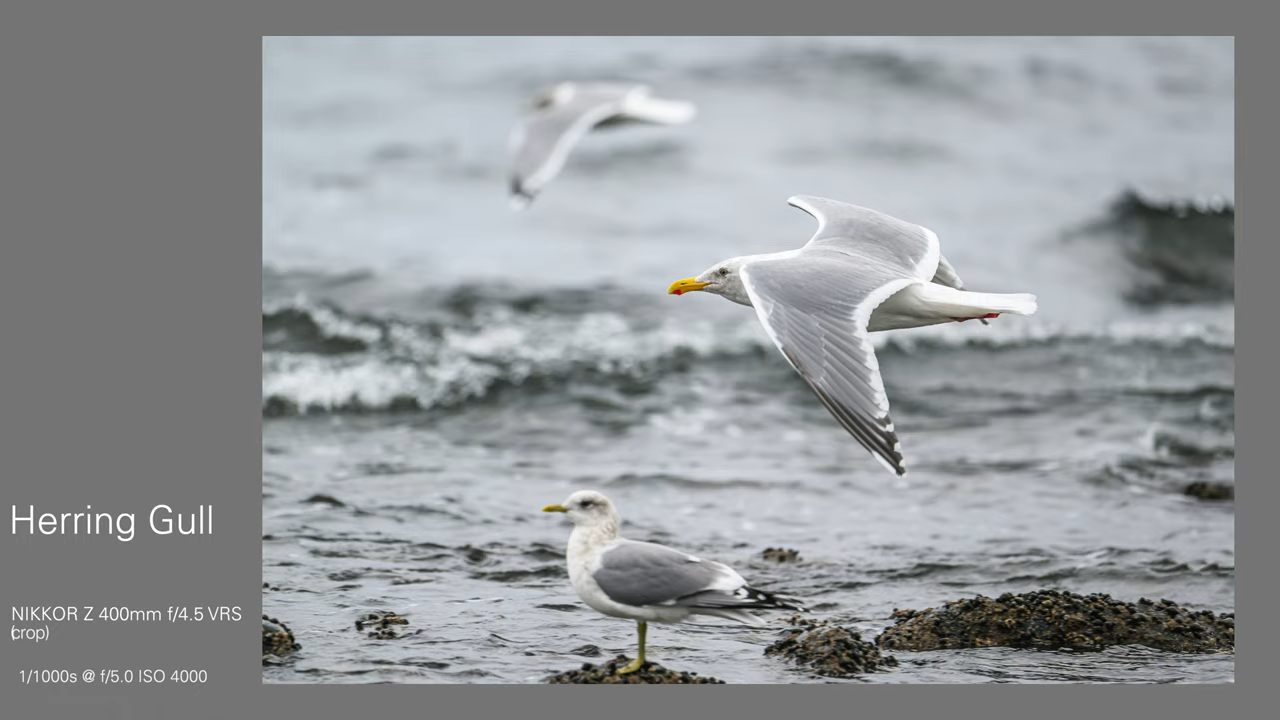 Herring Gull
NIKKOR Z 400mm f/4.5 VRS
(crop)
1/1000s @ f/5.0 ISO 4000